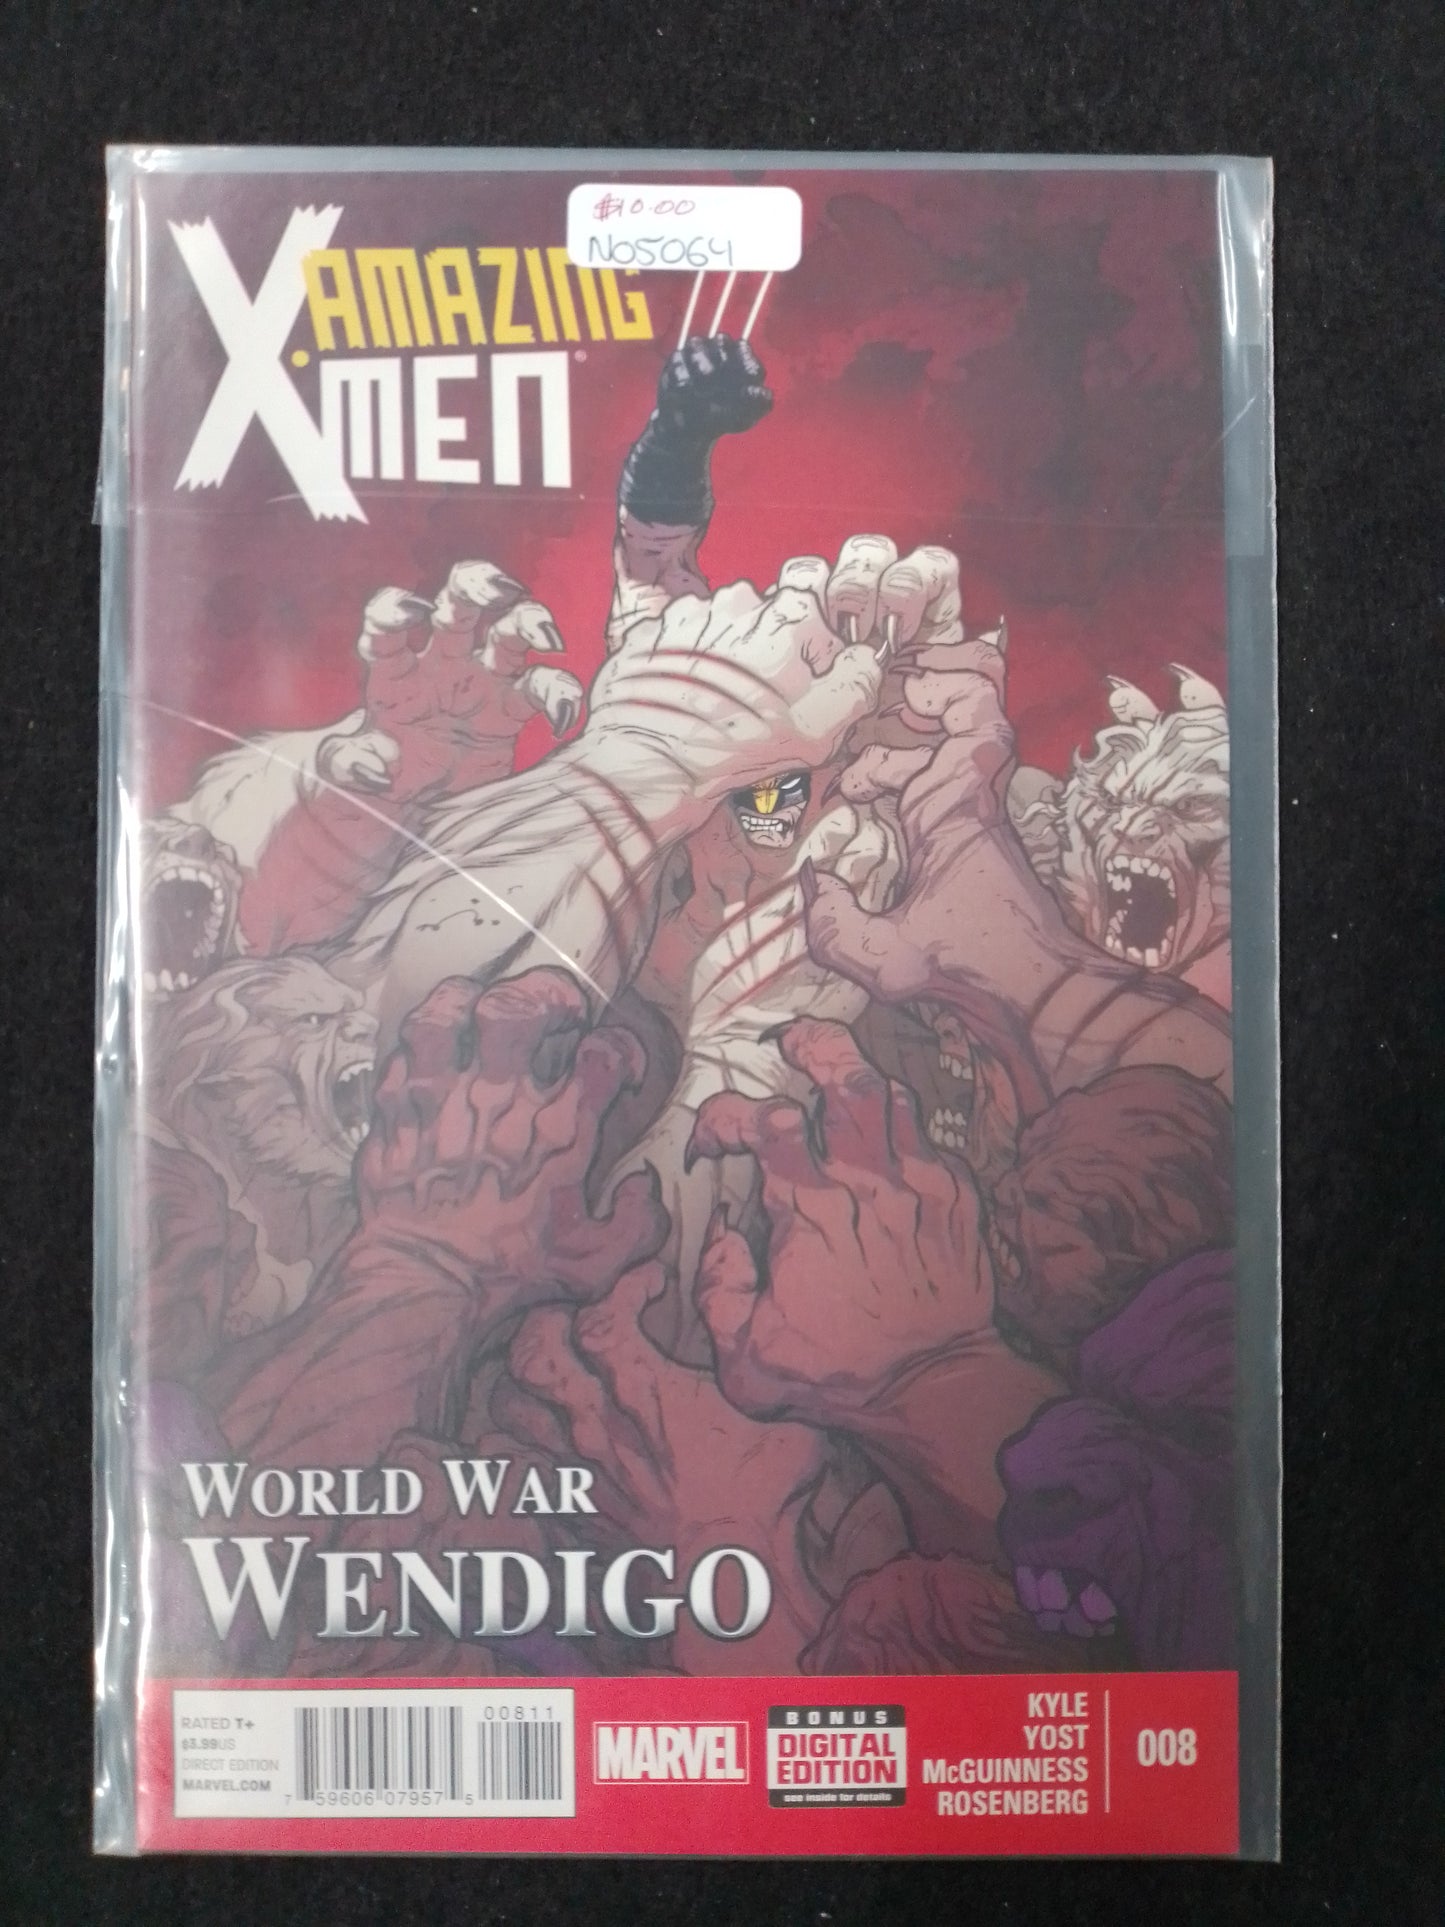 $10.00
N05064
AMAZING
X-MEN®
WORLD WAR
WENDIGO
RATED T+
$3.99US
DIRECT EDITION
MARVEL.COM
00811
7 59606 07957 5
MARVEL
BONUS
DIGITAL
EDITION
see inside for details
KYLE
YOST
McGUINNESS
ROSENBERG
008